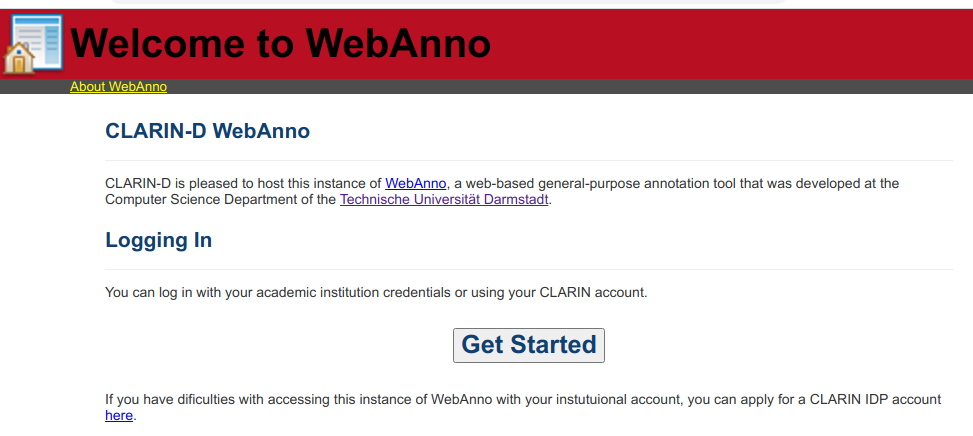 Welcome to WebAnno
About WebAnno
CLARIN-D WebAnno
CLARIN-D is pleased to host this instance of WebAnno, a web-based general-purpose annotation tool that was developed at the
Computer Science Department of the Technische Universität Darmstadt.
Logging In
You can log in with your academic institution credentials or using your CLARIN account.
Get Started
If you have dificulties with accessing this instance of WebAnno with your instutuional account, you can apply for a CLARIN IDP account
here.